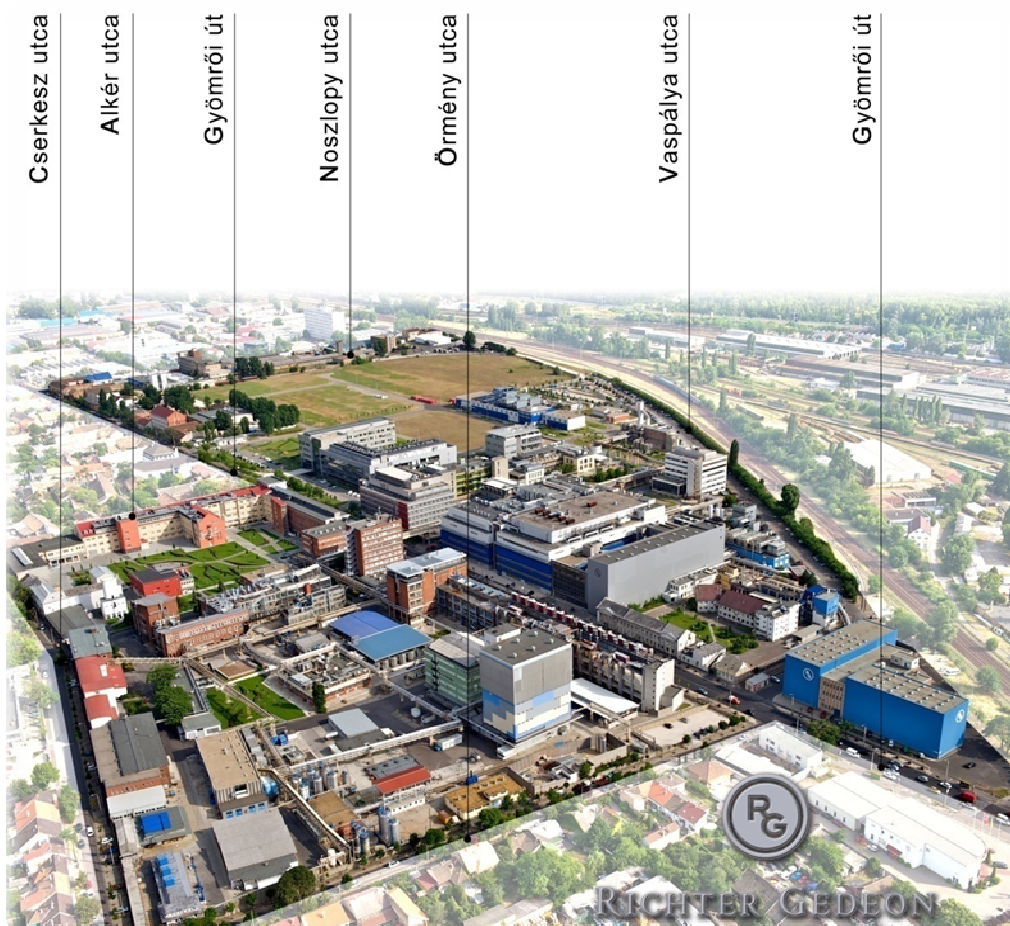 Cserkesz utca
Alkér utca
Gyömrői út
Noszlopy utca
Örmény utca
Vaspálya utca
Gyömrői út
RG
RICHTER GEDEON